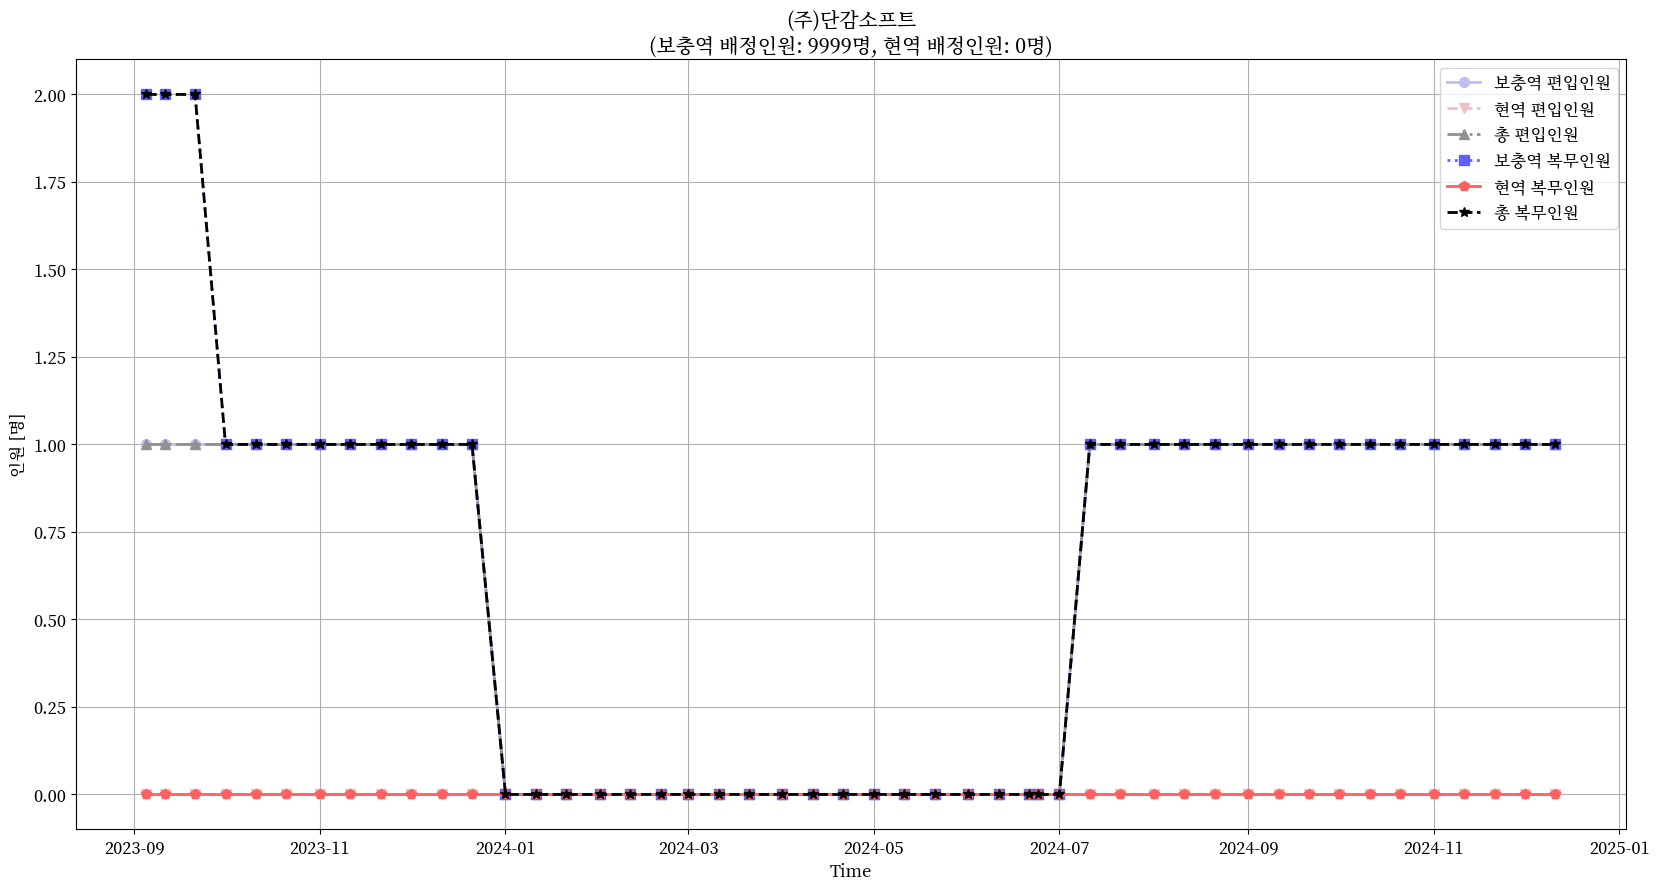 (주)단감소프트
(보충역 배정인원: 9999명, 현역 배정인원: 0명)
보충역 편입인원
현역 편입인원
총 편입인원
보충역 복무인원
현역 복무인원
총 복무인원
인원 [명]
2.00
1.75
1.50
1.25
1.00
0.75
0.50
0.25
0.00
2023-09
2023-11
2024-01
2024-03
2024-05
2024-07
2024-09
2024-11
2025-01
Time